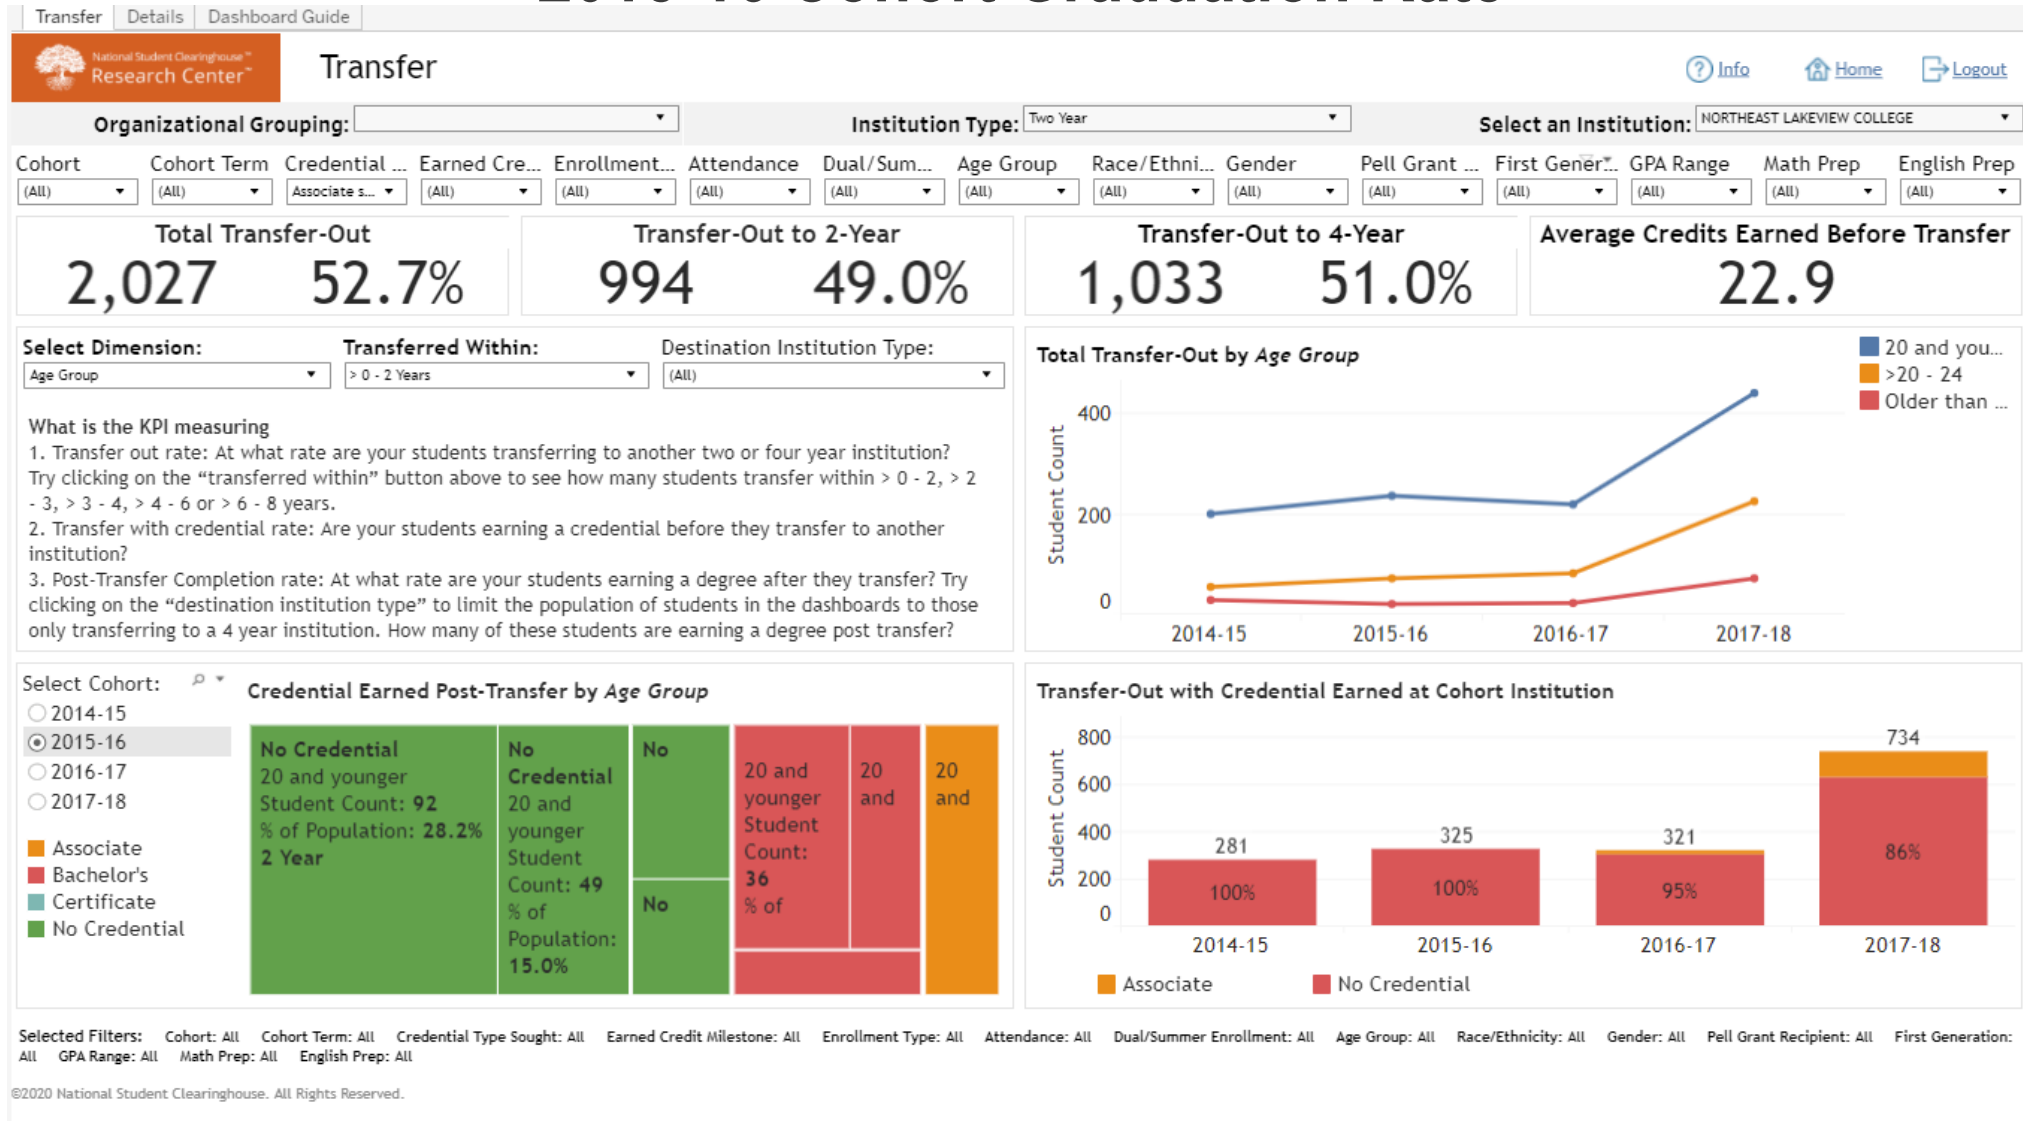 Transfer Details Dashboard Guide
National Student Clearinghouse™
Research Center™
Transfer
Info Home Logout
Organizational Grouping: Institution Type: Two Year Select an Institution: NORTHEAST LAKEVIEW COLLEGE
Cohort Cohort Term Credential ... Earned Cre... Enrollment... Attendance Dual/Sum... Age Group Race/Ethni... Gender Pell Grant ... First Gener... GPA Range Math Prep English Prep
(All) (All) Associate s... (All) (All) (All) (All) (All) (All) (All) (All) (All) (All) (All) (All)
Total Transfer-Out
2,027 52.7%
Transfer-Out to 2-Year
994 49.0%
Transfer-Out to 4-Year
1,033 51.0%
Average Credits Earned Before Transfer
22.9
Select Dimension: Transferred Within: Destination Institution Type:
Age Group > 0 - 2 Years (All)
What is the KPI measuring
1. Transfer out rate: At what rate are your students transferring to another two or four year institution?
Try clicking on the “transferred within” button above to see how many students transfer within > 0 - 2, > 2
- 3, > 3 - 4, > 4 - 6 or > 6 - 8 years.
2. Transfer with credential rate: Are your students earning a credential before they transfer to another
institution?
3. Post-Transfer Completion rate: At what rate are your students earning a degree after they transfer? Try
clicking on the “destination institution type” to limit the population of students in the dashboards to those
only transferring to a 4 year institution. How many of these students are earning a degree post transfer?
Total Transfer-Out by Age Group
20 and you...
>20 - 24
Older than ...
Student Count
400
200
0
2014-15 2015-16 2016-17 2017-18
Select Cohort:
2014-15
2015-16
2016-17
2017-18
Associate
Bachelor's
Certificate
No Credential
Credential Earned Post-Transfer by Age Group
No Credential
20 and younger
Student Count: 92
% of Population: 28.2%
2 Year
No
Credential
20 and
younger
Student
Count: 49
% of
Population:
15.0%
No
No
20 and
younger
Student
Count:
36
% of
20
and
20
and
Transfer-Out with Credential Earned at Cohort Institution
Student Count
800
600
400
200
0
281
100%
325
100%
321
95%
734
86%
2014-15 2015-16 2016-17 2017-18
Associate No Credential
Selected Filters: Cohort: All Cohort Term: All Credential Type Sought: All Earned Credit Milestone: All Enrollment Type: All Attendance: All Dual/Summer Enrollment: All Age Group: All Race/Ethnicity: All Gender: All Pell Grant Recipient: All First Generation:
All GPA Range: All Math Prep: All English Prep: All
©2020 National Student Clearinghouse. All Rights Reserved.